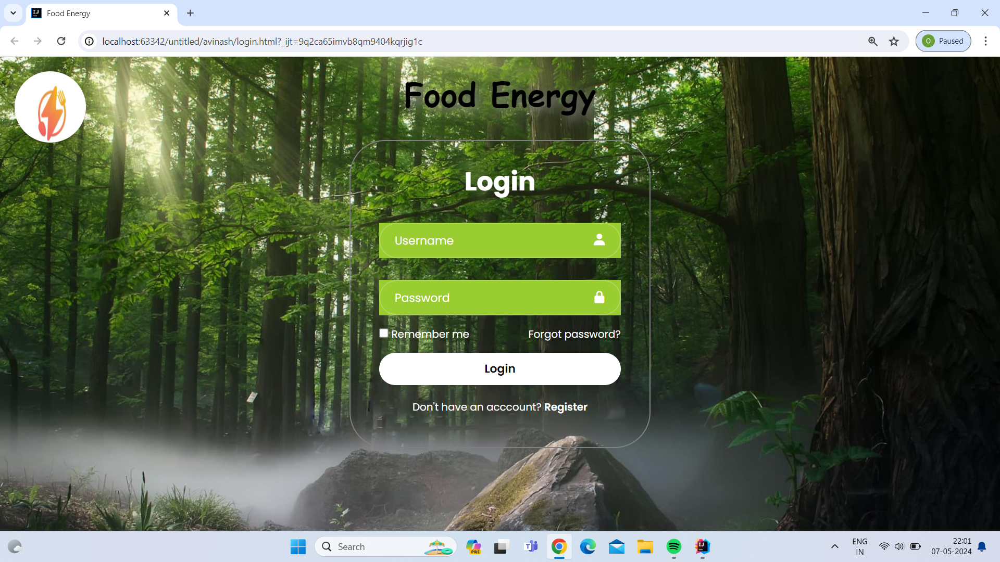 Food Energy
localhost:63342/untitled/avinash/login.html?_ijt=9q2ca65imvb8qm9404kqrjig1c
O Paused
Food Energy
Login
Username
Password
Remember me Forgot password?
Login
Don't have an acccount? Register
Search
PRE
ENG
IN
22:01
07-05-2024